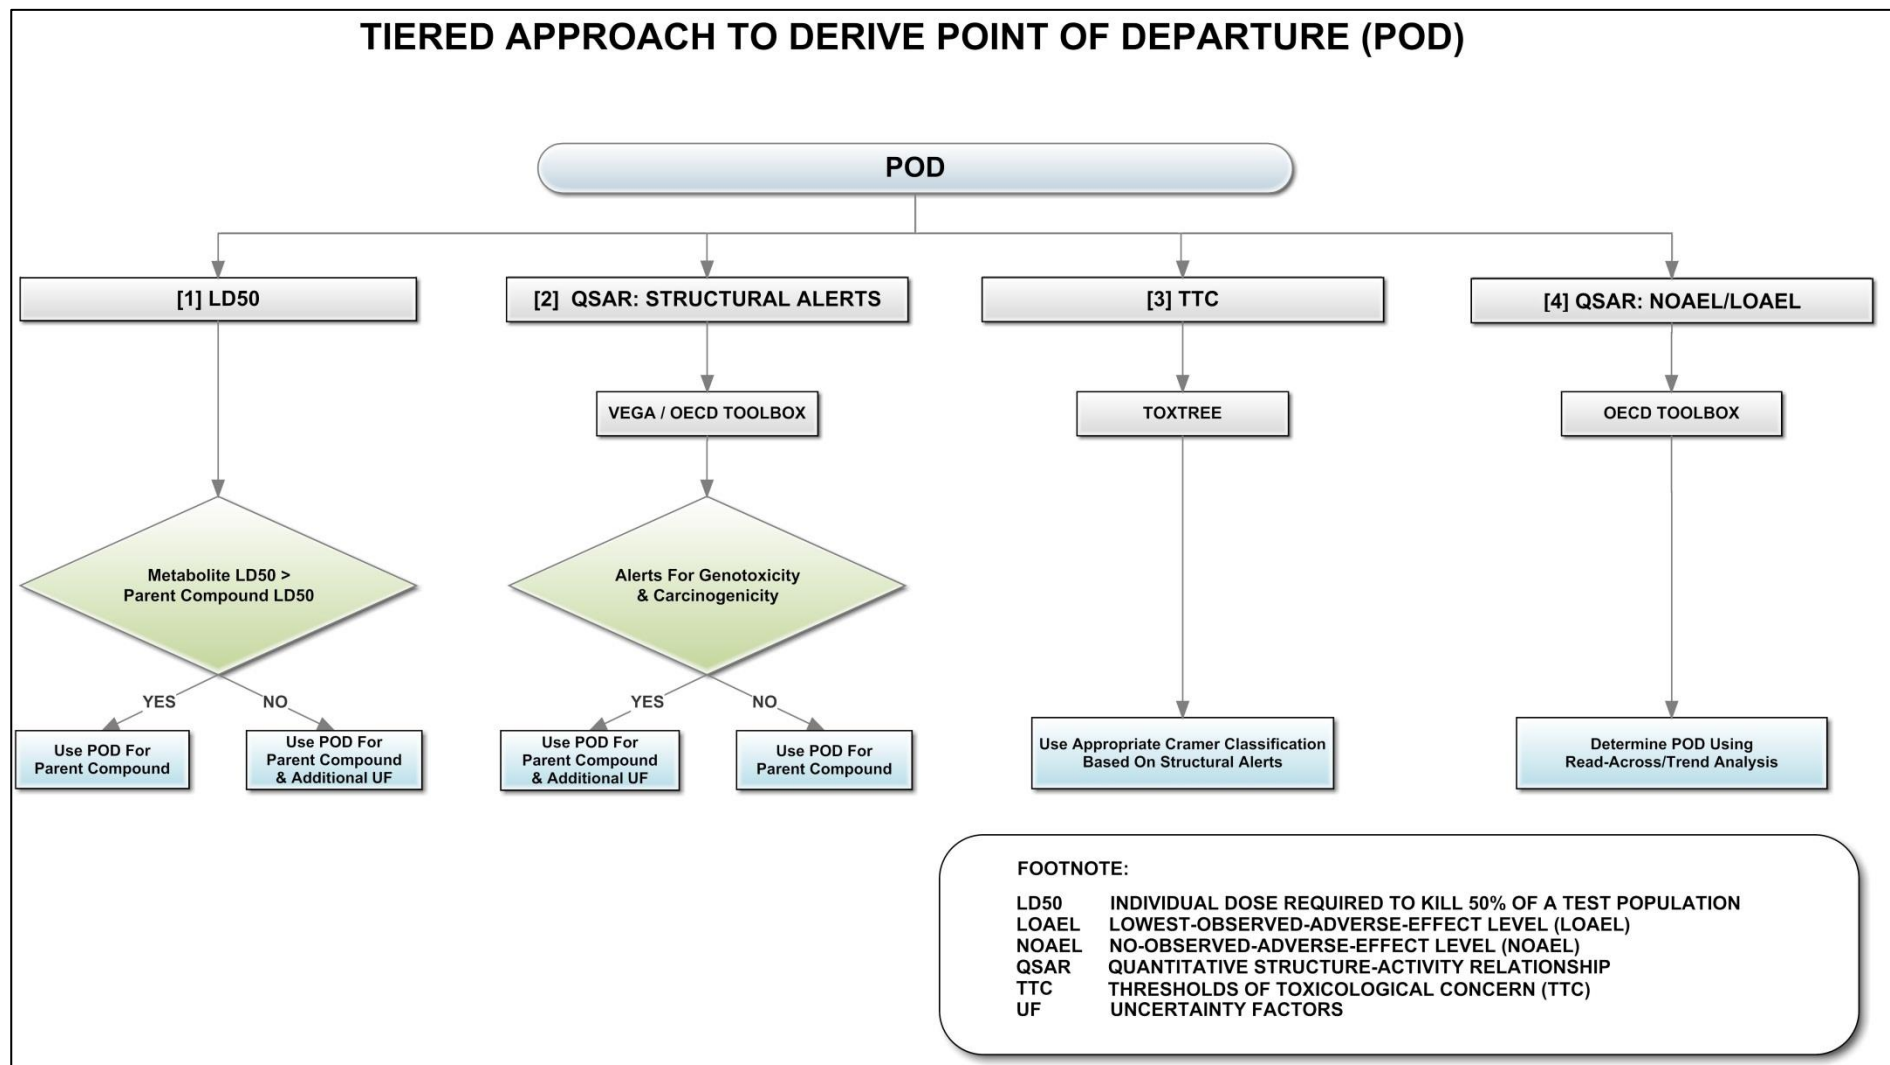 TIERED APPROACH TO DERIVE POINT OF DEPARTURE (POD)
POD
[1] LD50
[2] QSAR: STRUCTURAL ALERTS
[3] TTC
[4] QSAR: NOAEL/LOAEL
VEGA / OECD TOOLBOX
TOXTREE
OECD TOOLBOX
Metabolite LD50 >
Parent Compound LD50
Alerts For Genotoxicity
& Carcinogenicity
YES
NO
YES
NO
Use POD For
Parent Compound
Use POD For
Parent Compound
& Additional UF
Use POD For
Parent Compound
& Additional UF
Use POD For
Parent Compound
Use Appropriate Cramer Classification
Based On Structural Alerts
Determine POD Using
Read-Across/Trend Analysis
FOOTNOTE:
LD50 INDIVIDUAL DOSE REQUIRED TO KILL 50% OF A TEST POPULATION
LOAEL LOWEST-OBSERVED-ADVERSE-EFFECT LEVEL (LOAEL)
NOAEL NO-OBSERVED-ADVERSE-EFFECT LEVEL (NOAEL)
QSAR QUANTITATIVE STRUCTURE-ACTIVITY RELATIONSHIP
TTC THRESHOLDS OF TOXICOLOGICAL CONCERN (TTC)
UF UNCERTAINTY FACTORS